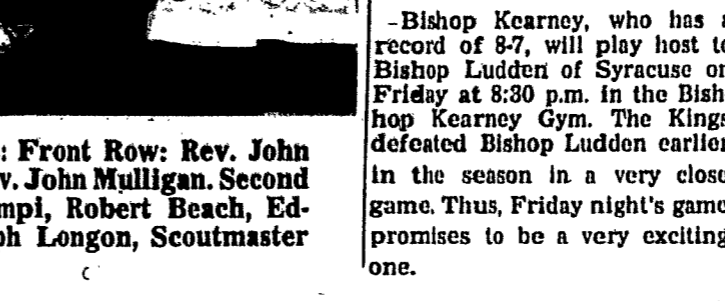 : Front Row: Rev. John
v. John Mulligan. Second
mpi, Robert Beach, Ed-
ph Longon, Scoutmaster
-Bishop Kearney, who has a
record of 8-7, will play host to
Bishop Ludden of Syracuse on
Friday at 8:30 p.m. in the Bish-
hop Kearney Gym. The Kings
defeated Bishop Ludden earlier
in the season in a very close
game. Thus, Friday night's game
promises to be a very exciting
one.